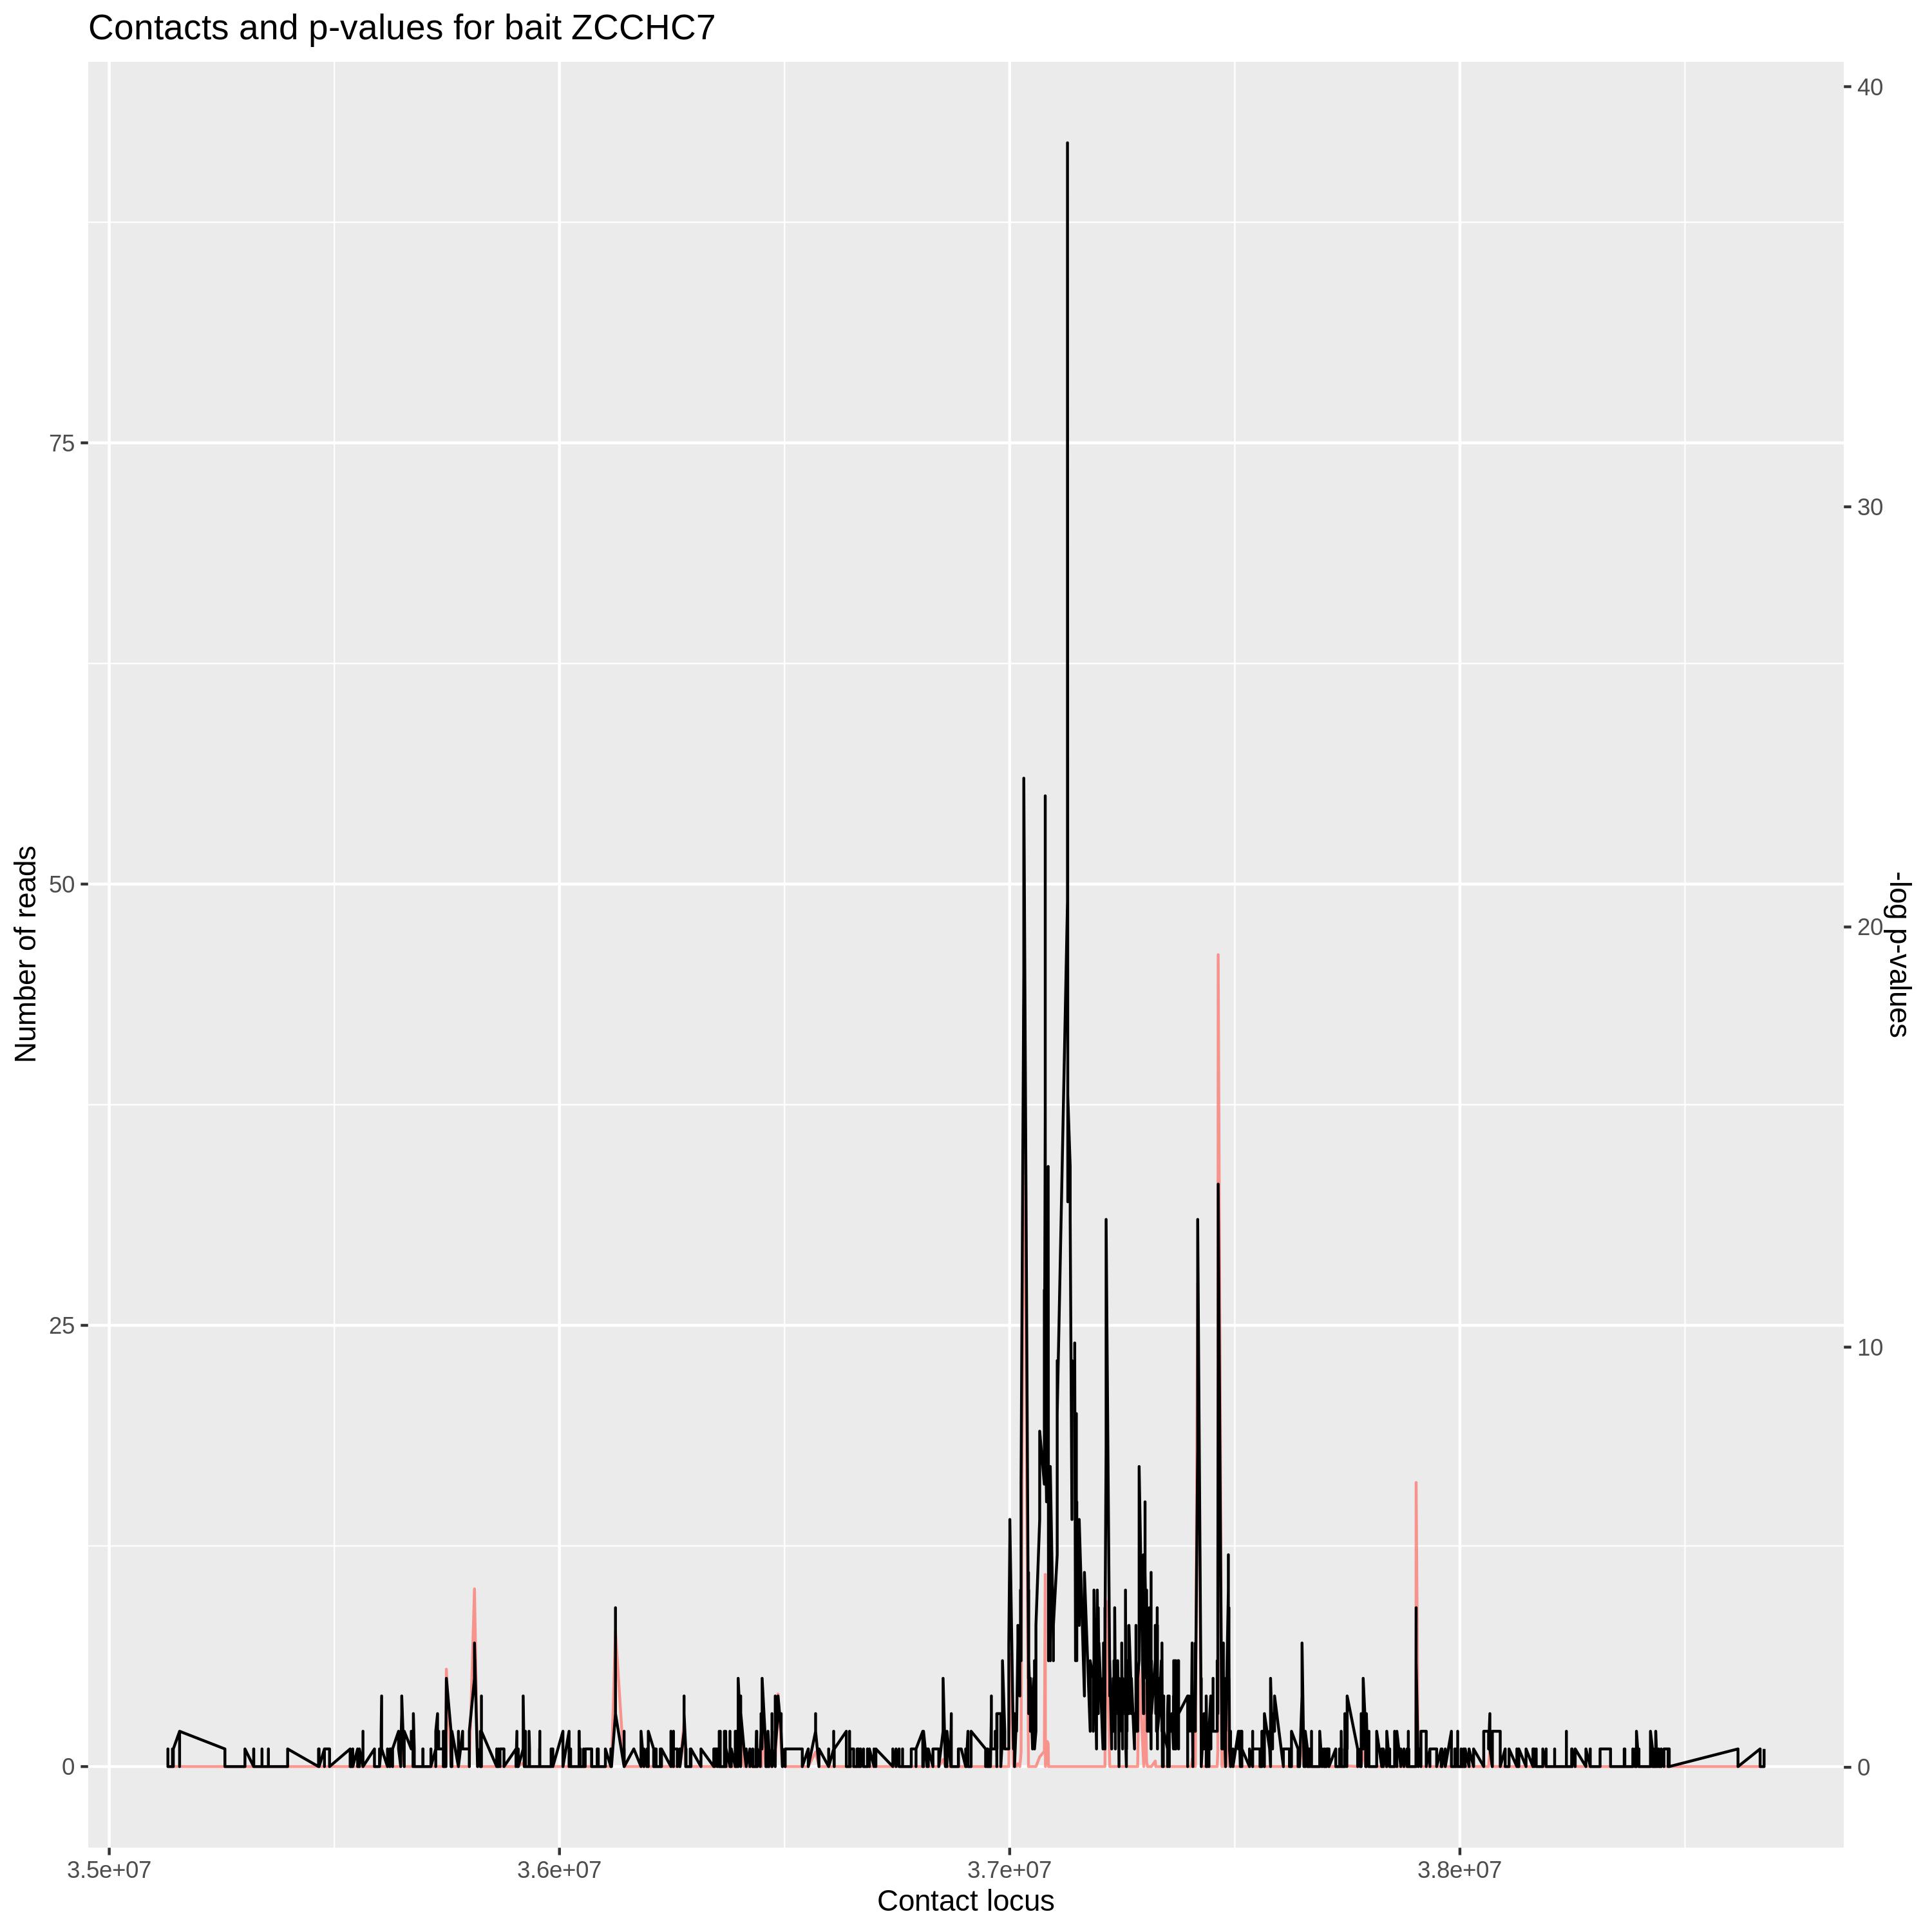 Contacts and p-values for bait ZCCHC7
40
75
30
50
20
25
10
0
0
Number of reads
-log p-values
3.5e+07
3.6e+07
3.7e+07
3.8e+07
Contact locus